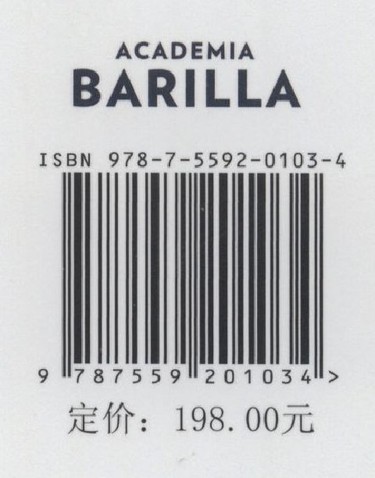 ACADEMIA
BARILLA
ISBN 978-7-5592-0103-4
9 787559 201034 >
定价：198.00元